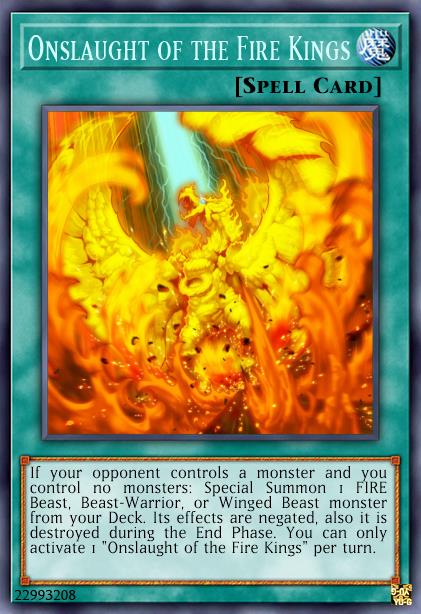 Onslaught of the Fire Kings
魔
[Spell Card]
If your opponent controls a monster and you
control no monsters: Special Summon 1 FIRE
Beast, Beast-Warrior, or Winged Beast monster
from your Deck. Its effects are negated, also it is
destroyed during the End Phase. You can only
activate 1 "Onslaught of the Fire Kings" per turn.
22993208